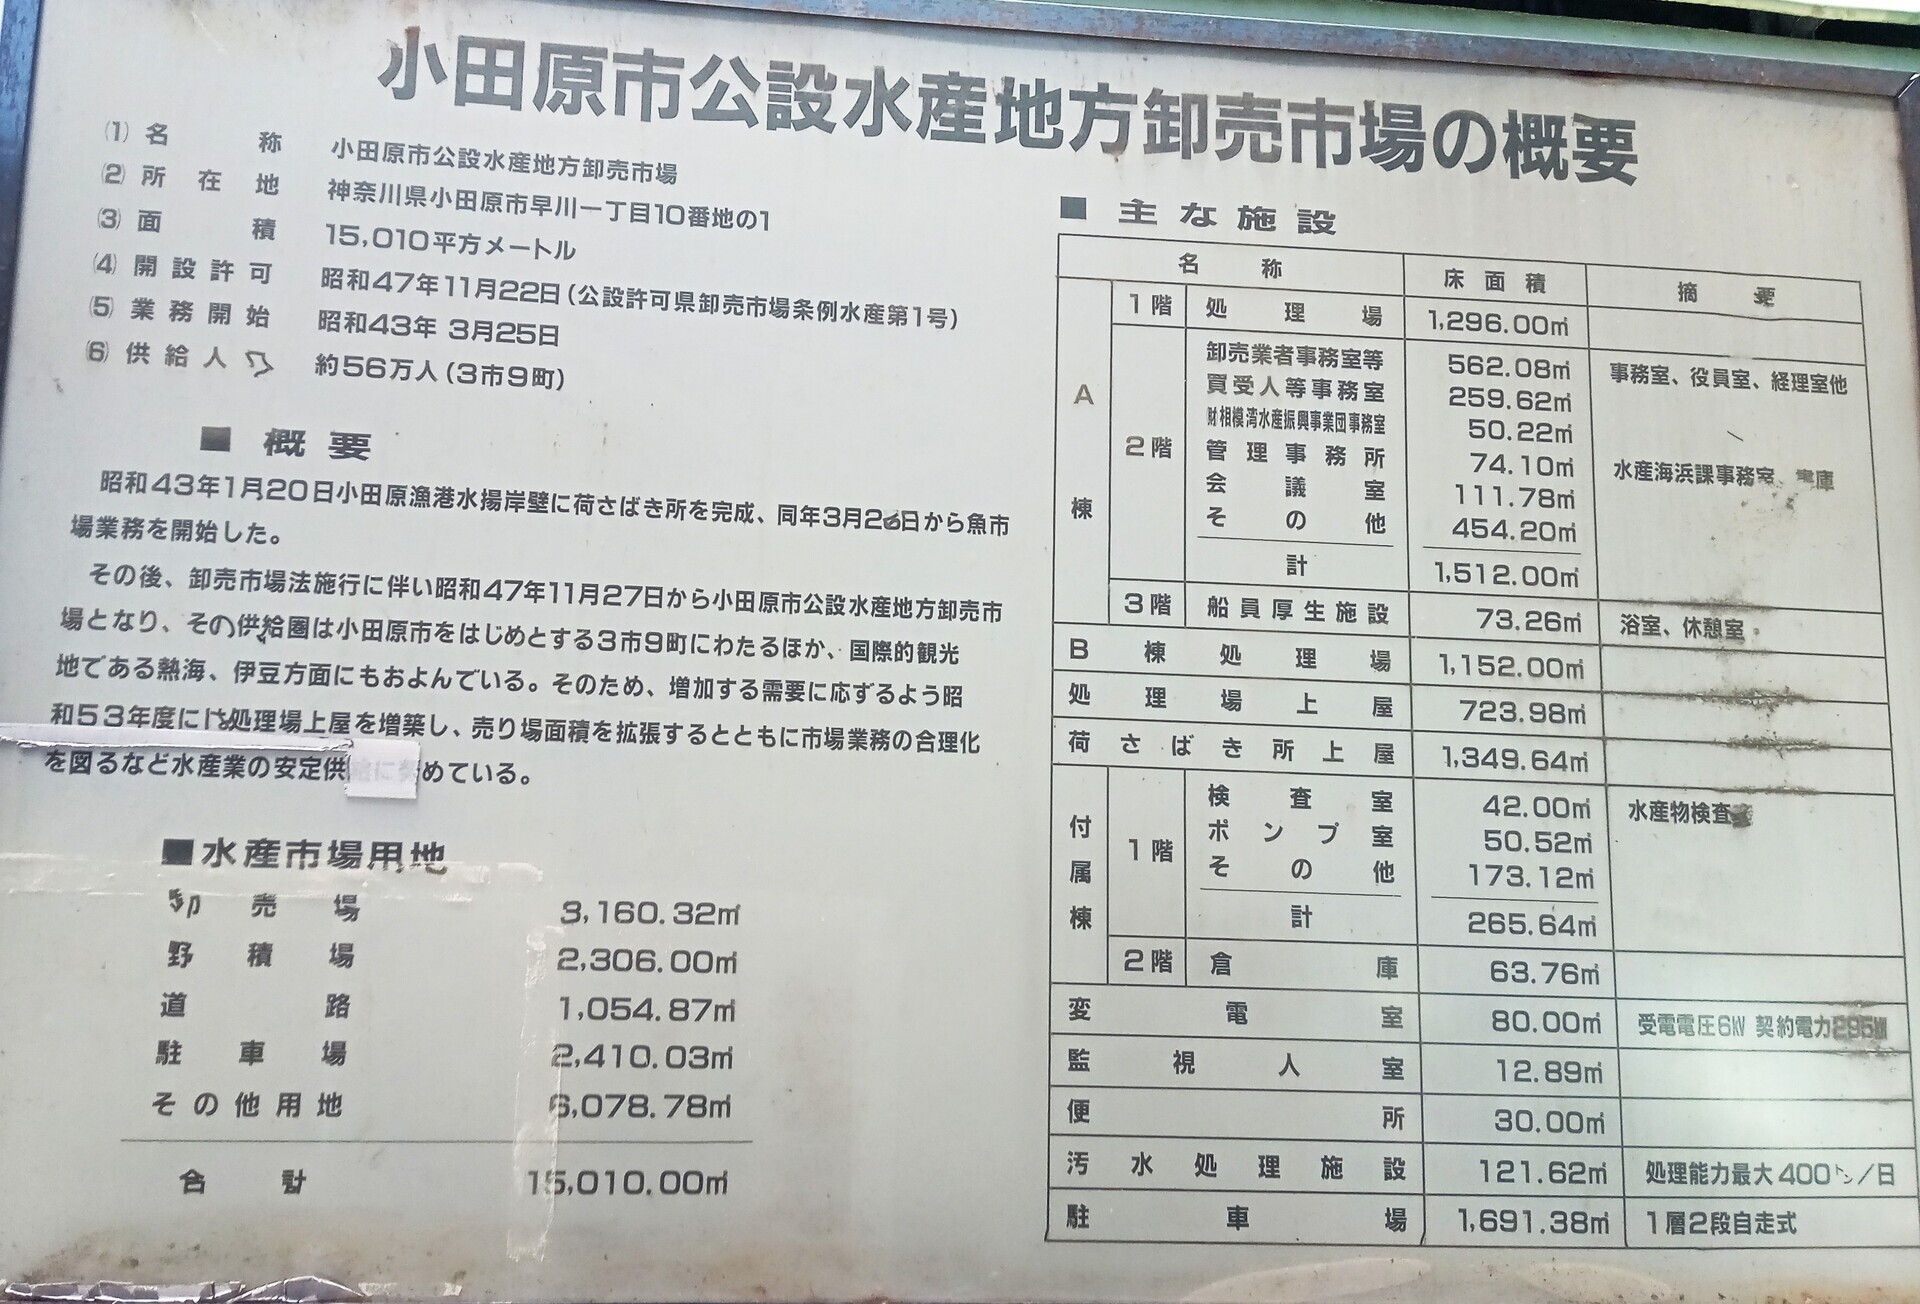 小田原市公設水産地方卸売市場の概要
(1) 名称 小田原市公設水産地方卸売市場
(2) 所在地 神奈川県小田原市早川一丁目10番地の1
(3) 面積 15,010平方メートル
(4) 開設許可 昭和47年11月22日(公設許可県卸売市場条例水産第1号)
(5) 業務開始 昭和43年 3月25日
(6) 供給人 約56万人(3市9町)
■ 概要
昭和43年1月20日小田原漁港水揚岸壁に荷さばき所を完成、同年3月26日から魚市
場業務を開始した。
その後、卸売市場法施行に伴い昭和47年11月27日から小田原市公設水産地方卸売市
場となり、その供給圏は小田原市をはじめとする3市9町にわたるほか、国際的観光
地である熱海、伊豆方面にもおよんでいる。そのため、増加する需要に応ずるよう昭
和53年度には処理場上屋を増築し、売り場面積を拡張するとともに市場業務の合理化
を図るなど水産業の安定供めている。
■水産市場用地
卸売場 3,160.32㎡
野積場 2,306.00㎡
道路 1,054.87㎡
駐車場 2,410.03㎡
その他用地 6,078.78㎡
合計 15,010.00㎡
■ 主な施設
名称 床面積 摘要
A棟 1階 処理場 1,296.00㎡
2階 卸売業者事務室等 562.08㎡ 事務室、役員室、経理室他
買受人等事務室 259.62㎡
財相模湾水産振興事業団事務室 50.22㎡
管理事務所 74.10㎡ 水産海浜課事務室、庫
会議室 111.78㎡
その他 454.20㎡
計 1,512.00㎡
3階 船員厚生施設 73.26㎡ 浴室、休憩室
B棟処理場 1,152.00㎡
処理場上屋 723.98㎡
荷さばき所上屋 1,349.64㎡
付属棟 1階 検査室 42.00㎡ 水産物検査
ポンプ室 50.52㎡
その他 173.12㎡
計 265.64㎡
2階 倉庫 63.76㎡
変電室 80.00㎡ 受電電圧6㎸ 契約電力
監視人室 12.89㎡
便所 30.00㎡
汚水処理施設 121.62㎡ 処理能力最大400㌧/日
駐車場 1,691.38㎡ 1層2段自走式